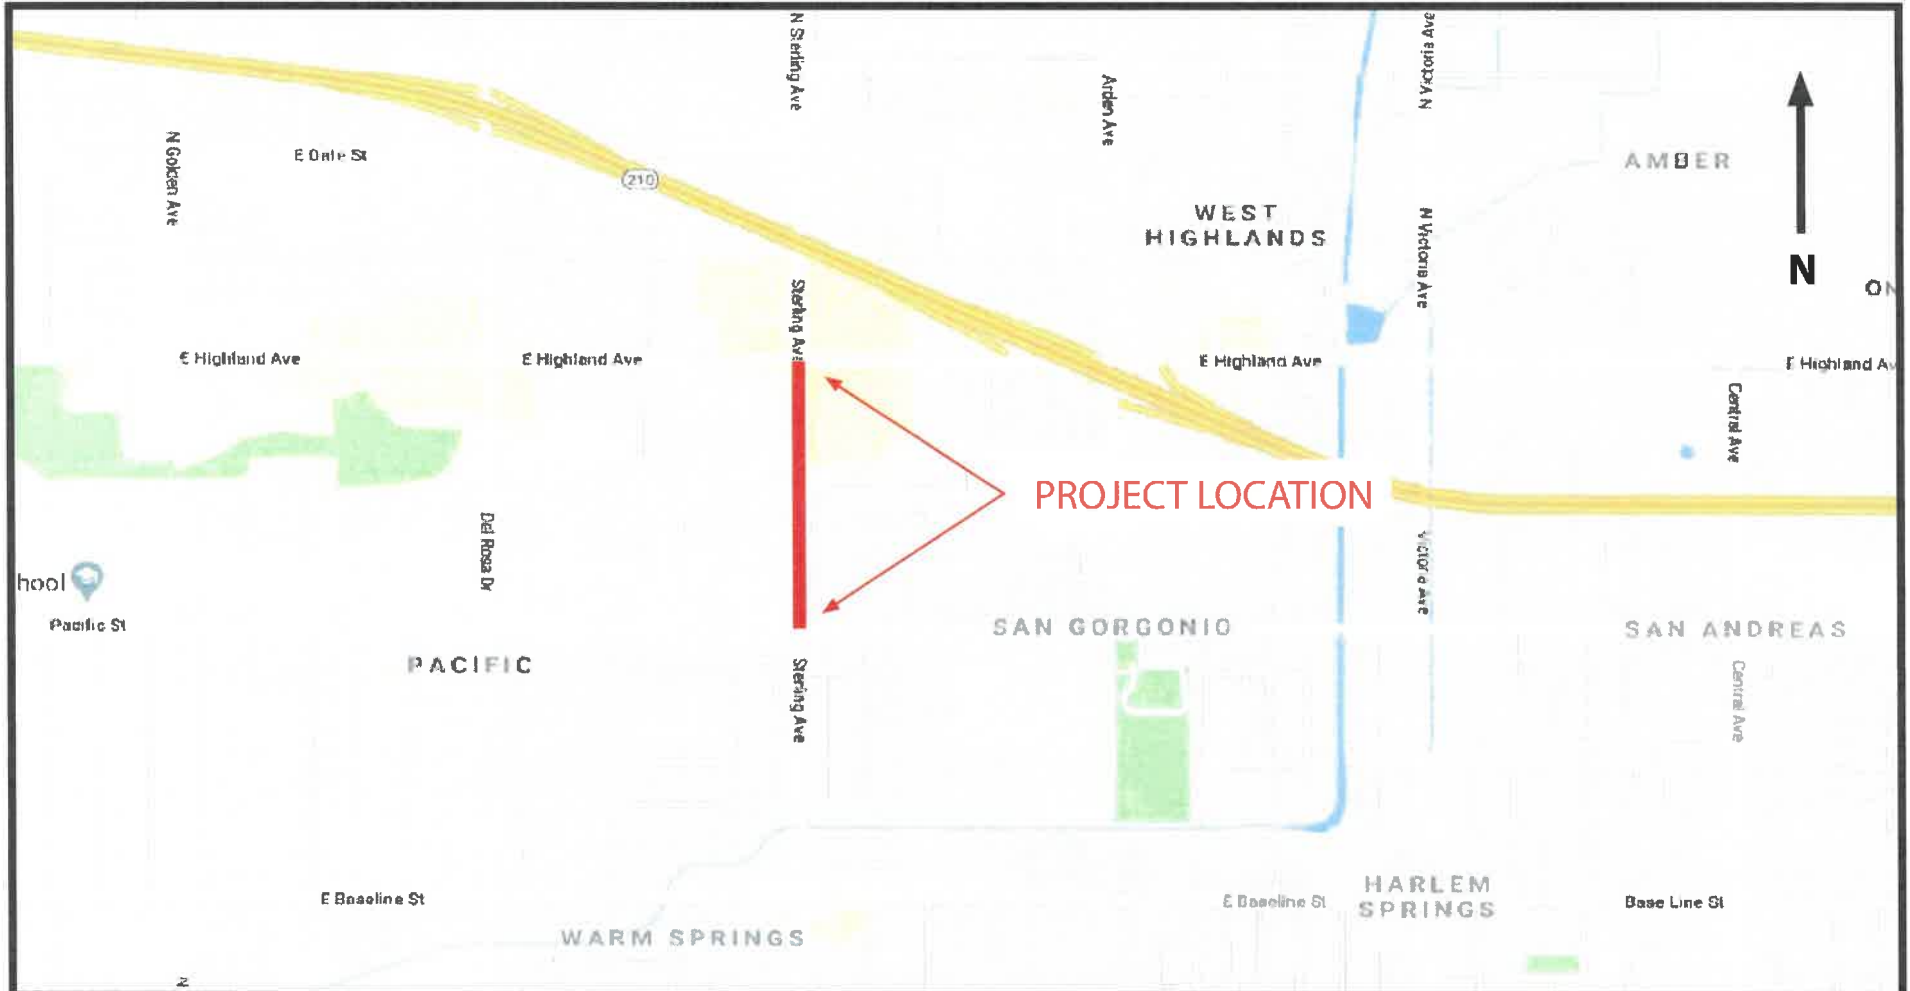 N Sterling Ave
N Victoria Ave
Arden Ave
N Golden Ave
E Date St
210
AMBER
WEST
HIGHLANDS
N Victoria Ave
N
Sterling Ave
E Highland Ave
E Highland Ave
E Highland Ave
E Highland Av
Central Ave
PROJECT LOCATION
Del Rosa Dr
Victoria Ave
hool
Pacific St
SAN GORGONIO
SAN ANDREAS
PACIFIC
Sterling Ave
Central Ave
E Baseline St
E Baseline St
HARLEM
SPRINGS
Base Line St
WARM SPRINGS